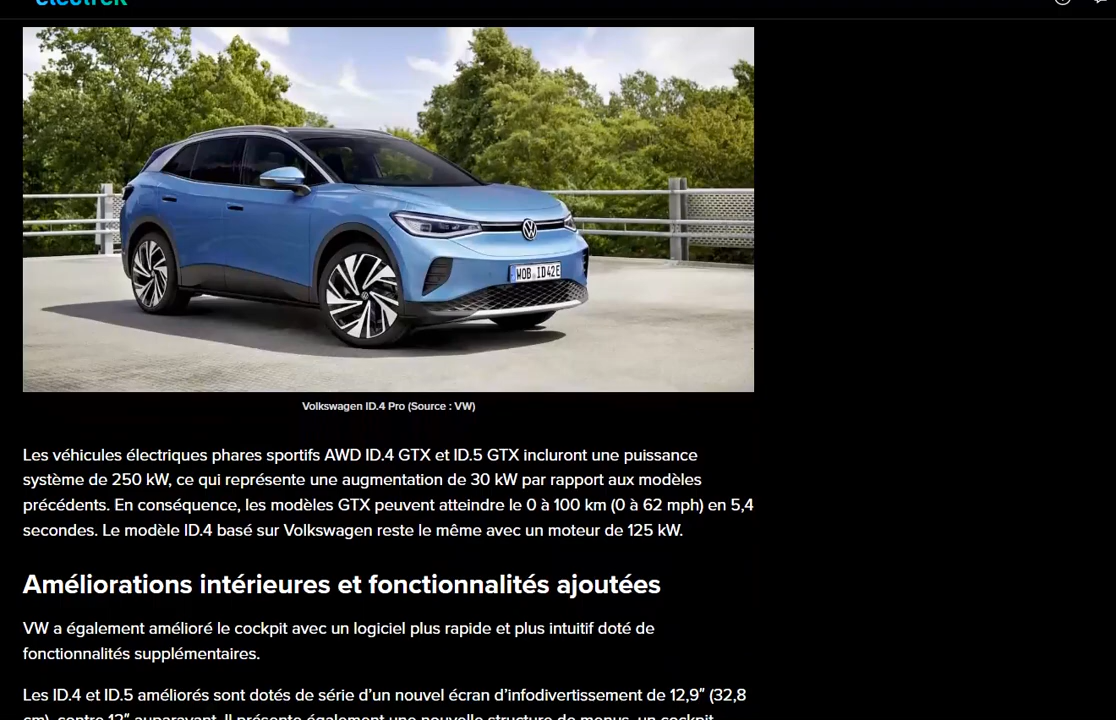 electrek
WOB ID42E
Volkswagen ID.4 Pro (Source : VW)
Les véhicules électriques phares sportifs AWD ID.4 GTX et ID.5 GTX incluront une puissance
système de 250 kW, ce qui représente une augmentation de 30 kW par rapport aux modèles
précédents. En conséquence, les modèles GTX peuvent atteindre le 0 à 100 km (0 à 62 mph) en 5,4
secondes. Le modèle ID.4 basé sur Volkswagen reste le même avec un moteur de 125 kW.
Améliorations intérieures et fonctionnalités ajoutées
VW a également amélioré le cockpit avec un logiciel plus rapide et plus intuitif doté de
fonctionnalités supplémentaires.
Les ID.4 et ID.5 améliorés sont dotés de série d’un nouvel écran d’infodivertissement de 12,9″ (32,8
cm), contre 12″ auparavant. Il présente également une nouvelle structure de menus, un cockpit